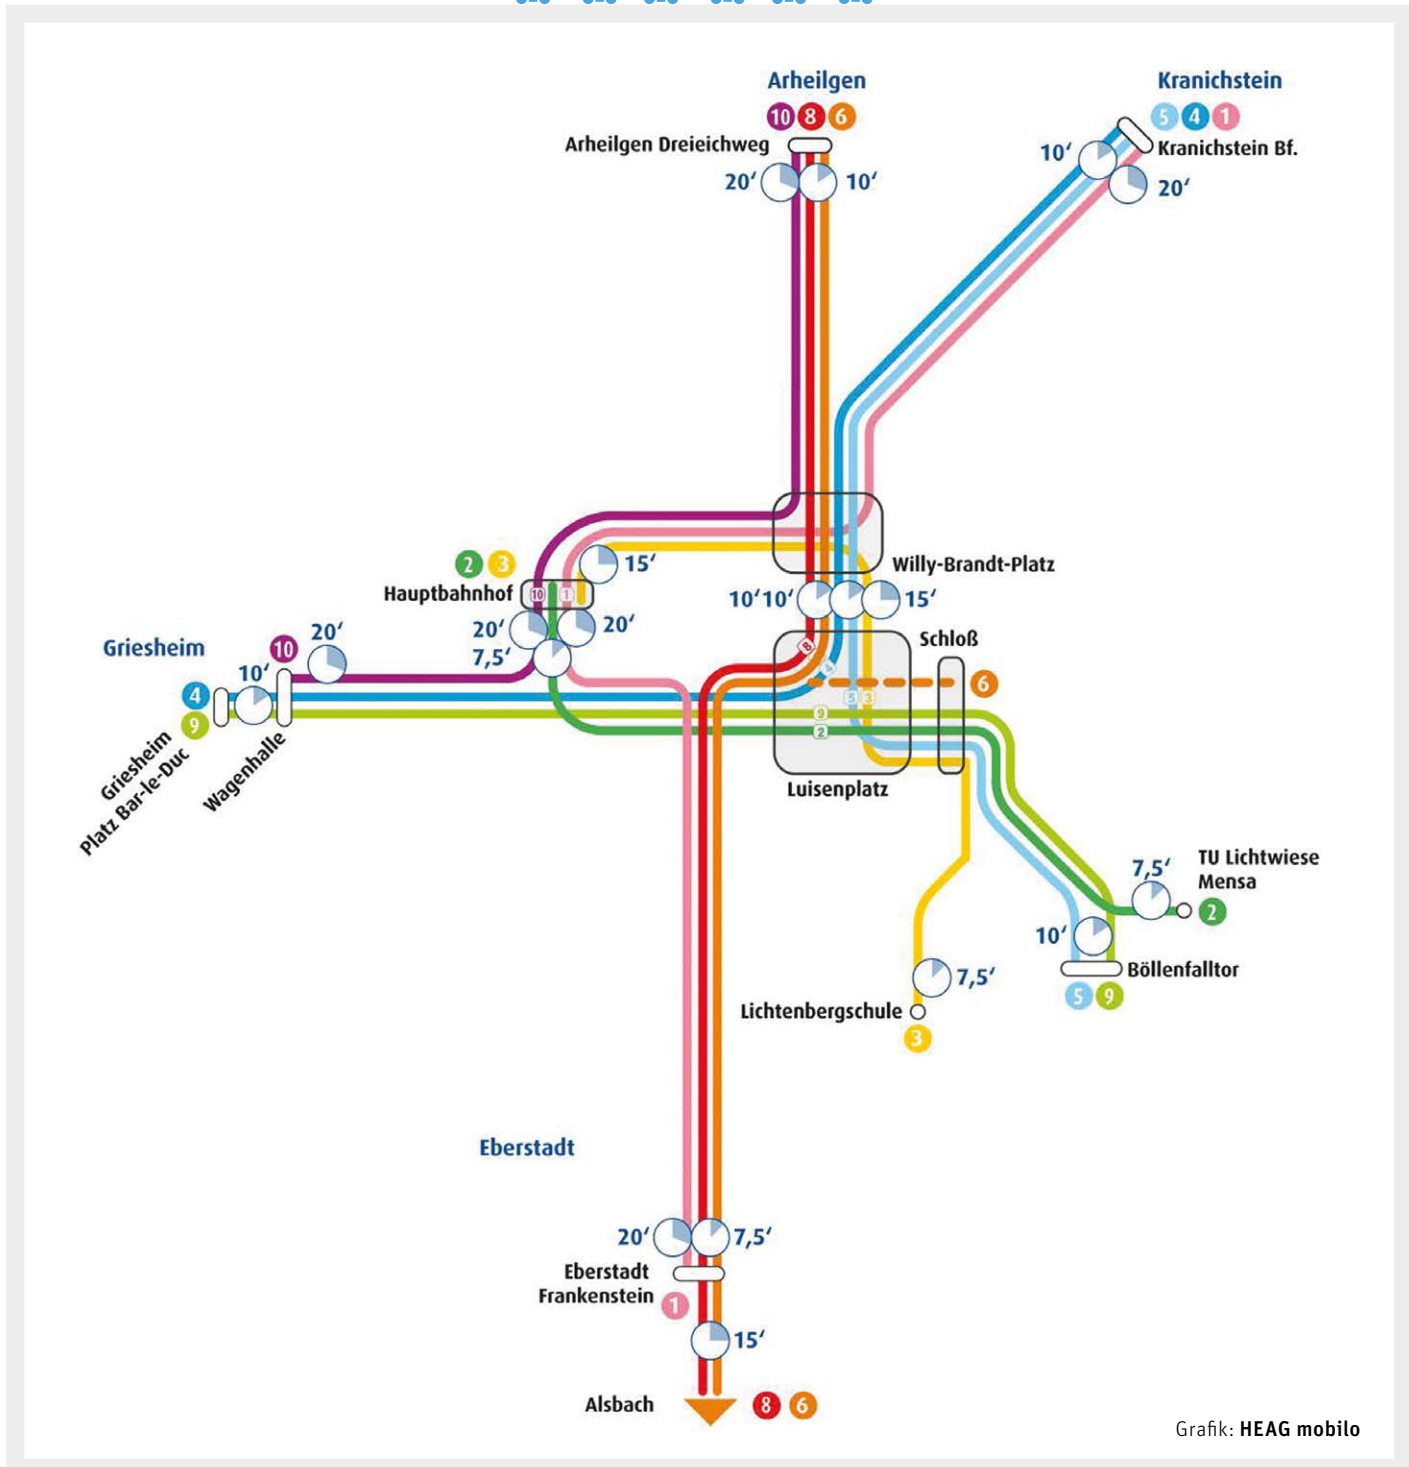 Arheilgen
10 8 6
Arheilgen Dreieichweg
20‘
10‘
Kranichstein
5 4 1
Kranichstein Bf.
10‘
20‘
2 3
Hauptbahnhof
15‘
10
1
20‘
20‘
7,5‘
Willy-Brandt-Platz
10‘10‘
15‘
Schloß
8
4
6
5 3
9
2
Luisenplatz
Griesheim
10
20‘
10‘
4
9
Griesheim
Platz Bar-le-Duc
Wagenhalle
7,5‘
TU Lichtwiese
Mensa
2
10‘
Böllenfalltor
5 9
7,5‘
Lichtenbergschule
3
Eberstadt
20‘
7,5‘
Eberstadt
Frankenstein
1
15‘
Alsbach
8 6
Grafik: HEAG mobilo